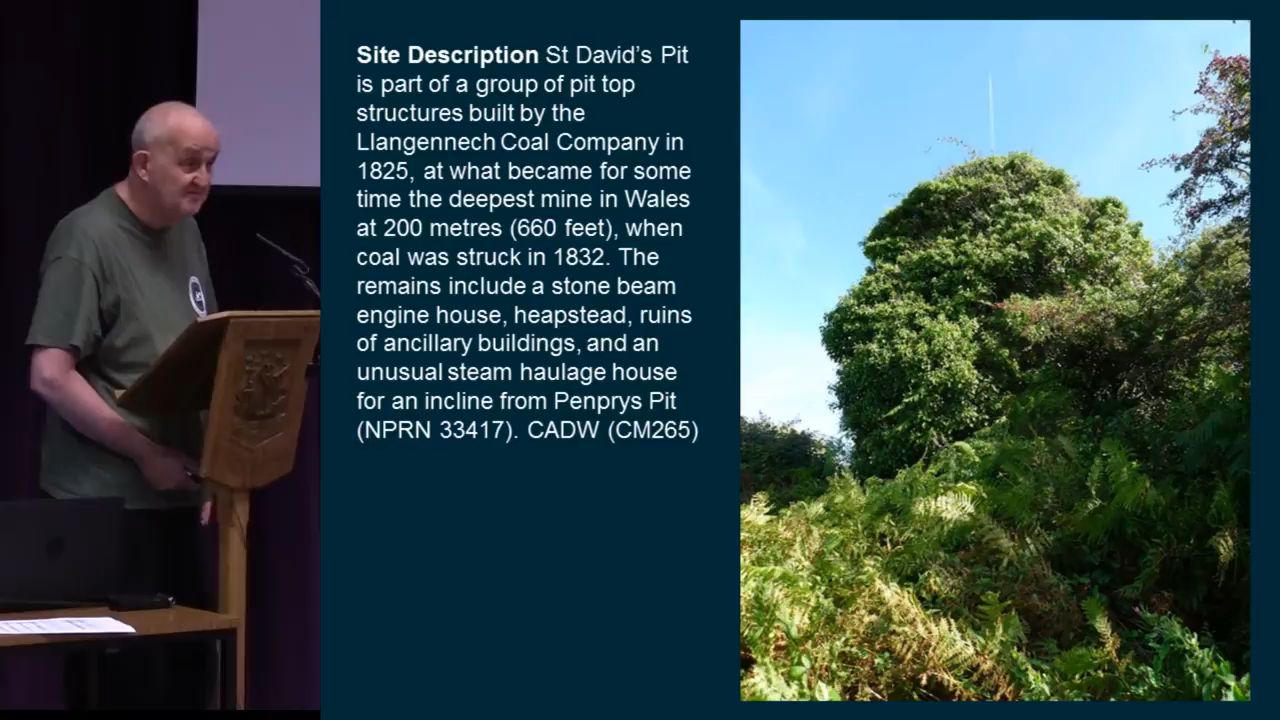 Site Description St David’s Pit
is part of a group of pit top
structures built by the
Llangennech Coal Company in
1825, at what became for some
time the deepest mine in Wales
at 200 metres (660 feet), when
coal was struck in 1832. The
remains include a stone beam
engine house, heapstead, ruins
of ancillary buildings, and an
unusual steam haulage house
for an incline from Penprys Pit
(NPRN 33417). CADW (CM265)